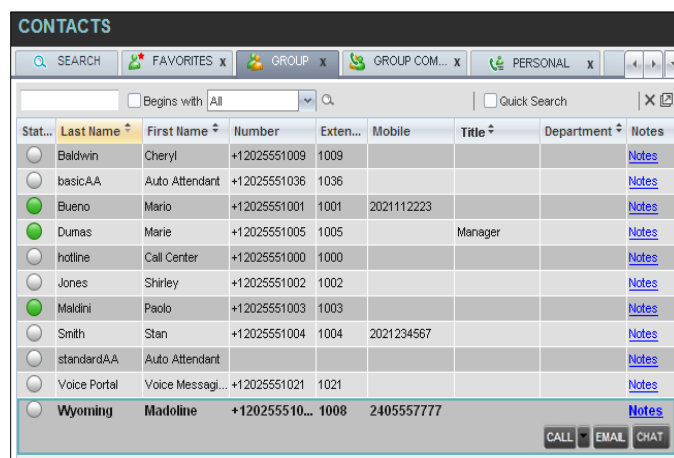 CONTACTS
SEARCH FAVORITES X GROUP X GROUP COM... X PERSONAL X
Begins with All Quick Search
Stat... Last Name First Name Number Exten... Mobile Title Department Notes
Baldwin Cheryl +12025551009 1009 Notes
basicAA Auto Attendant +12025551036 1036 Notes
Bueno Mario +12025551001 1001 2021112223 Notes
Dumas Marie +12025551005 1005 Manager Notes
hotline Call Center +12025551000 1000 Notes
Jones Shirley +12025551002 1002 Notes
Maldini Paolo +12025551003 1003 Notes
Smith Stan +12025551004 1004 2021234567 Notes
standardAA Auto Attendant Notes
Voice Portal Voice Messagi... +12025551021 1021 Notes
Wyoming Madoline +120255510... 1008 2405557777 Notes
CALL EMAIL CHAT